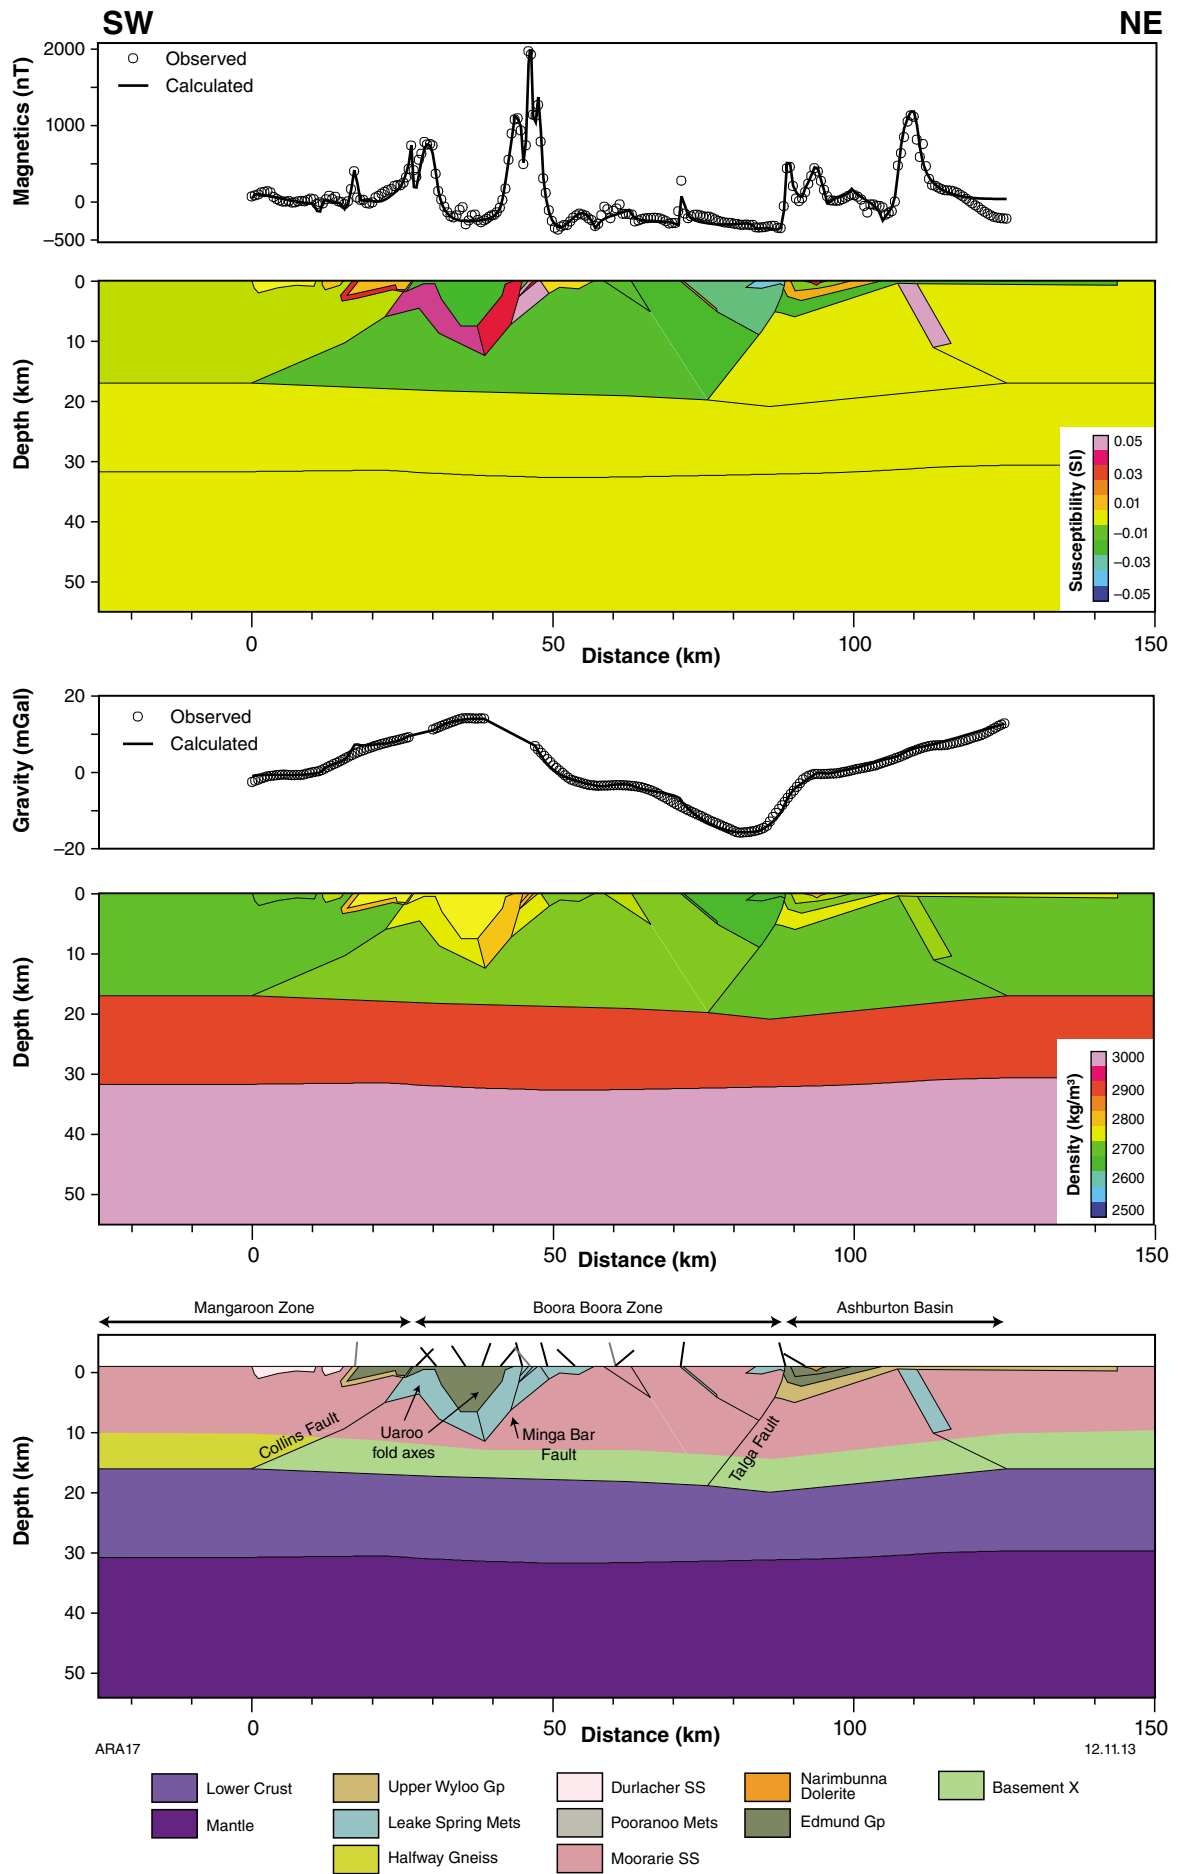 SW
NE
Magnetics (nT)
2000
1000
0
–500
Observed
Calculated
Depth (km)
0
10
20
30
40
50
Susceptibility (SI)
0.05
0.03
0.01
–0.01
–0.03
–0.05
0
50
100
150
Distance (km)
Gravity (mGal)
20
0
–20
Observed
Calculated
Depth (km)
0
10
20
30
40
50
Density (kg/m³)
3000
2900
2800
2700
2600
2500
0
50
100
150
Distance (km)
Mangaroon Zone
Boora Boora Zone
Ashburton Basin
Depth (km)
0
10
20
30
40
50
Collins Fault
Uaroo
fold axes
Minga Bar
Fault
Talga Fault
0
50
100
150
Distance (km)
ARA17
12.11.13
Lower Crust
Mantle
Upper Wyloo Gp
Leake Spring Mets
Halfway Gneiss
Durlacher SS
Pooranoo Mets
Moorarie SS
Narimbunna
Dolerite
Edmund Gp
Basement X